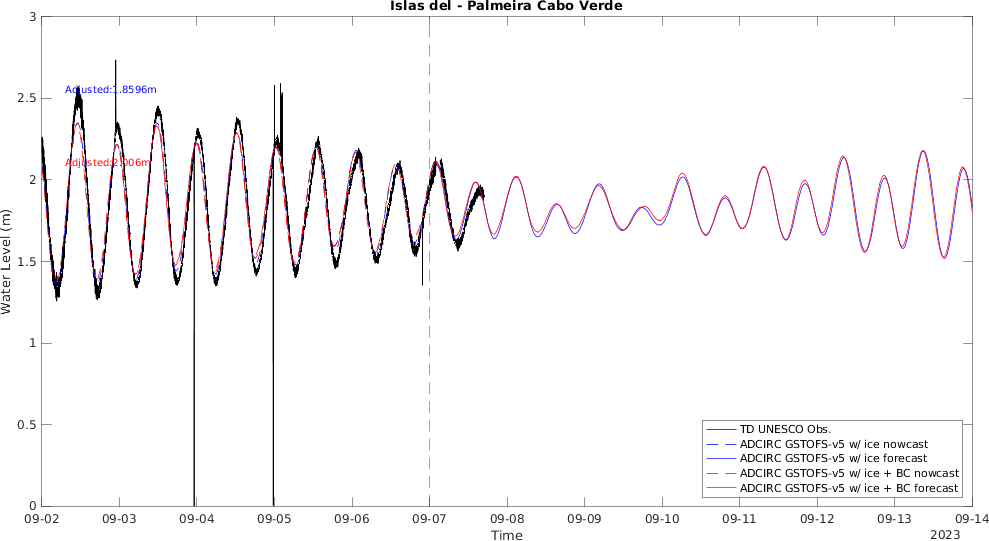 Islas del - Palmeira Cabo Verde
3
2.5
2
1.5
1
0.5
0
Water Level (m)
Adjusted:1.8596m
Adjusted:2.006m
TD UNESCO Obs.
ADCIRC GSTOFS-v5 w/ ice nowcast
ADCIRC GSTOFS-v5 w/ ice forecast
ADCIRC GSTOFS-v5 w/ ice + BC nowcast
ADCIRC GSTOFS-v5 w/ ice + BC forecast
09-02 09-03 09-04 09-05 09-06 09-07 09-08 09-09 09-10 09-11 09-12 09-13 09-14
Time
2023